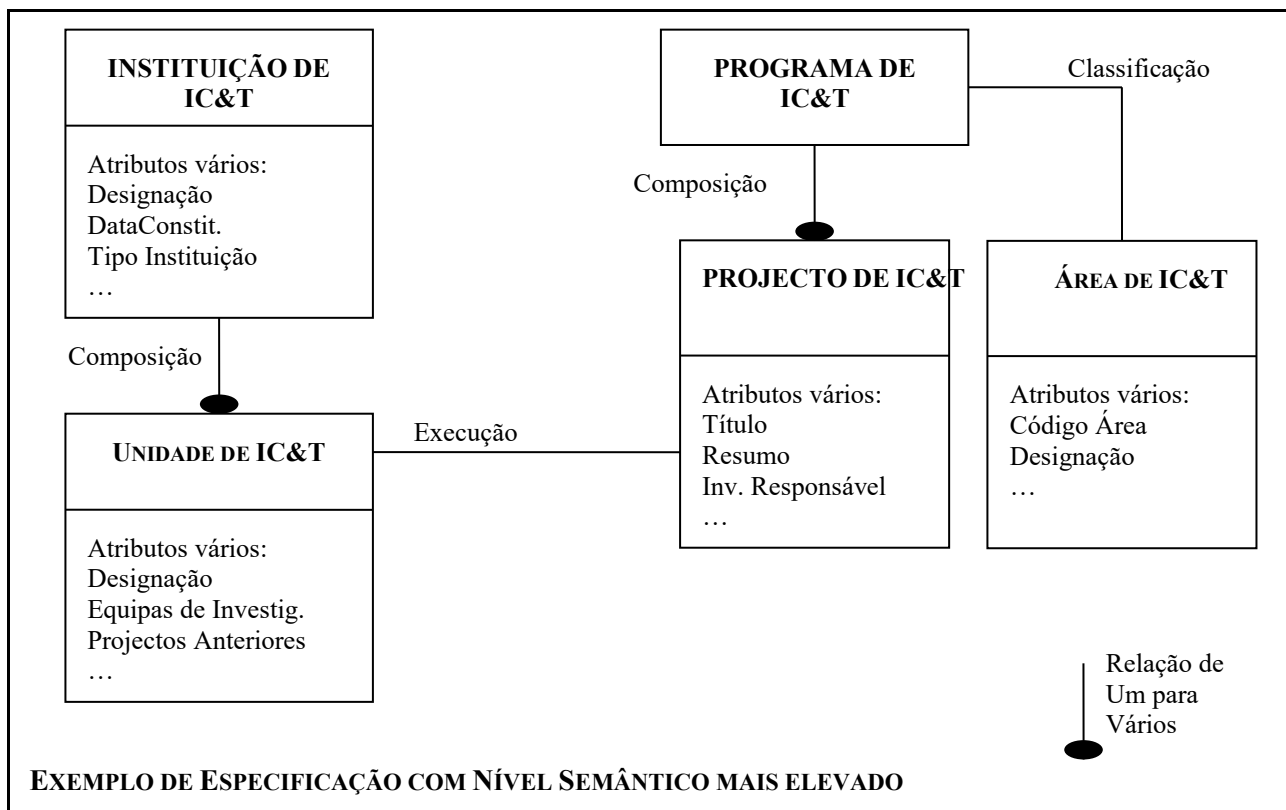 INSTITUIÇÃO DE
IC&T
Atributos vários:
Designação
DataConstit.
Tipo Instituição
…
Composição
UNIDADE DE IC&T
Atributos vários:
Designação
Equipas de Investig.
Projectos Anteriores
…
Execução
PROGRAMA DE
IC&T
Classificação
Composição
PROJECTO DE IC&T
Atributos vários:
Título
Resumo
Inv. Responsável
…
ÁREA DE IC&T
Atributos vários:
Código Área
Designação
…
Relação de
Um para
Vários
EXEMPLO DE ESPECIFICAÇÃO COM NÍVEL SEMÂNTICO MAIS ELEVADO